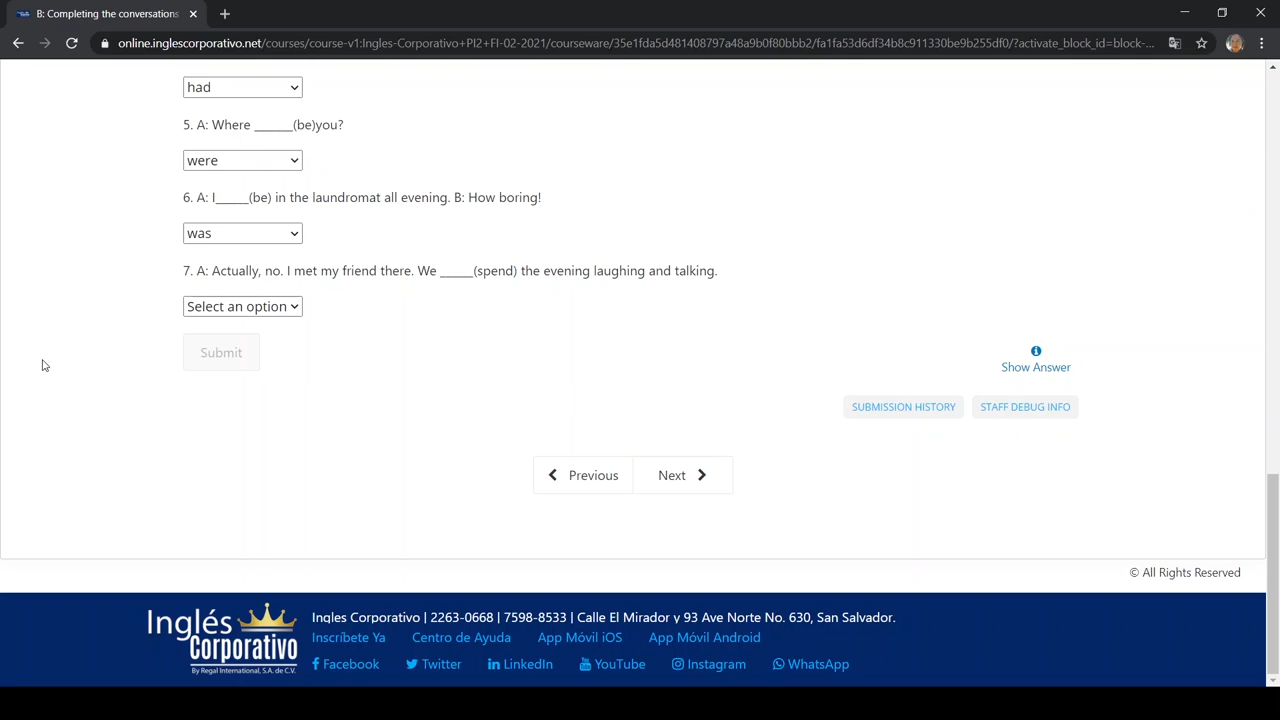 B: Completing the conversations
online.inglescorporativo.net/courses/course-v1:Ingles-Corporativo+PI2+FI-02-2021/courseware/35e1fda5d481408797a48a9b0f80bbb2/fa1fa53d6df34b8c911330be9b255df0/?activate_block_id=block-...
had
5. A: Where ______(be)you?
were
6. A: I_____(be) in the laundromat all evening. B: How boring!
was
7. A: Actually, no. I met my friend there. We _____(spend) the evening laughing and talking.
Select an option
Submit
Show Answer
SUBMISSION HISTORY STAFF DEBUG INFO
Previous Next
© All Rights Reserved
Inglés Corporativo
By Regal International, S.A. de C.V.
Ingles Corporativo | 2263-0668 | 7598-8533 | Calle El Mirador y 93 Ave Norte No. 630, San Salvador.
Inscríbete Ya Centro de Ayuda App Móvil iOS App Móvil Android
Facebook Twitter LinkedIn YouTube Instagram WhatsApp